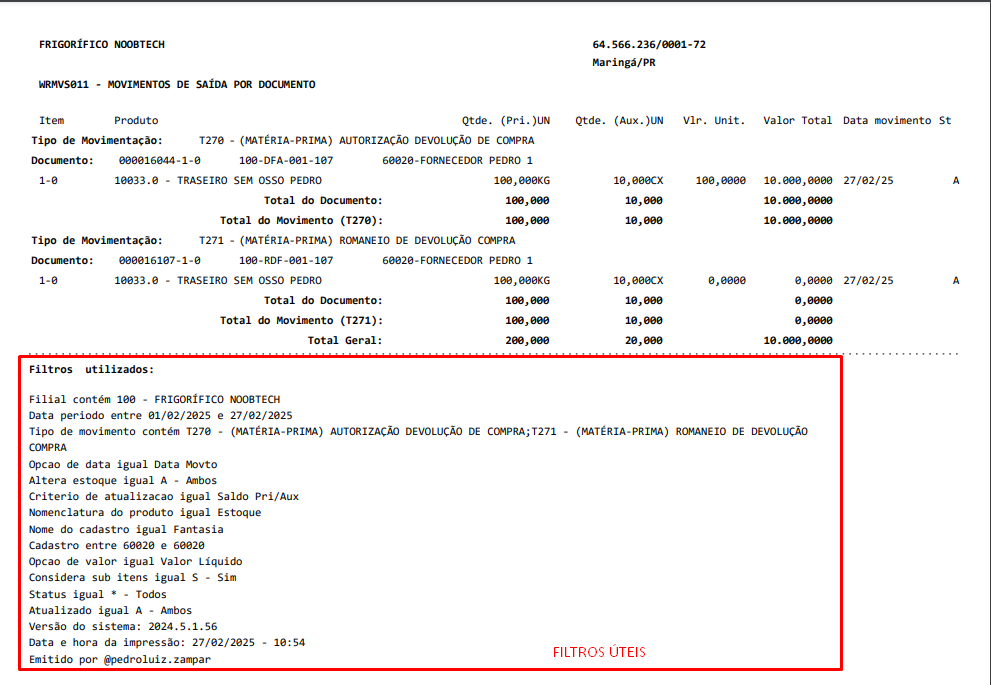 FRIGORÍFICO NOOBTECH 64.566.236/0001-72
Maringá/PR
WRMVS011 - MOVIMENTOS DE SAÍDA POR DOCUMENTO
Item Produto Qtde. (Pri.)UN Qtde. (Aux.)UN Vlr. Unit. Valor Total Data movimento St
Tipo de Movimentação: T270 - (MATÉRIA-PRIMA) AUTORIZAÇÃO DEVOLUÇÃO DE COMPRA
Documento: 000016044-1-0 100-DFA-001-107 60020-FORNECEDOR PEDRO 1
1-0 10033.0 - TRASEIRO SEM OSSO PEDRO 100,000KG 10,000CX 100,0000 10.000,0000 27/02/25 A
Total do Documento: 100,000 10,000 10.000,0000
Total do Movimento (T270): 100,000 10,000 10.000,0000
Tipo de Movimentação: T271 - (MATÉRIA-PRIMA) ROMANEIO DE DEVOLUÇÃO COMPRA
Documento: 000016107-1-0 100-RDF-001-107 60020-FORNECEDOR PEDRO 1
1-0 10033.0 - TRASEIRO SEM OSSO PEDRO 100,000KG 10,000CX 0,0000 0,0000 27/02/25 A
Total do Documento: 100,000 10,000 0,0000
Total do Movimento (T271): 100,000 10,000 0,0000
Total Geral: 200,000 20,000 10.000,0000
Filtros utilizados:
Filial contém 100 - FRIGORÍFICO NOOBTECH
Data periodo entre 01/02/2025 e 27/02/2025
Tipo de movimento contém T270 - (MATÉRIA-PRIMA) AUTORIZAÇÃO DEVOLUÇÃO DE COMPRA;T271 - (MATÉRIA-PRIMA) ROMANEIO DE DEVOLUÇÃO
COMPRA
Opcao de data igual Data Movto
Altera estoque igual A - Ambos
Criterio de atualizacao igual Saldo Pri/Aux
Nomenclatura do produto igual Estoque
Nome do cadastro igual Fantasia
Cadastro entre 60020 e 60020
Opcao de valor igual Valor Líquido
Considera sub itens igual S - Sim
Status igual * - Todos
Atualizado igual A - Ambos
Versão do sistema: 2024.5.1.56
Data e hora da impressão: 27/02/2025 - 10:54
Emitido por @pedroluiz.zampar
FILTROS ÚTEIS